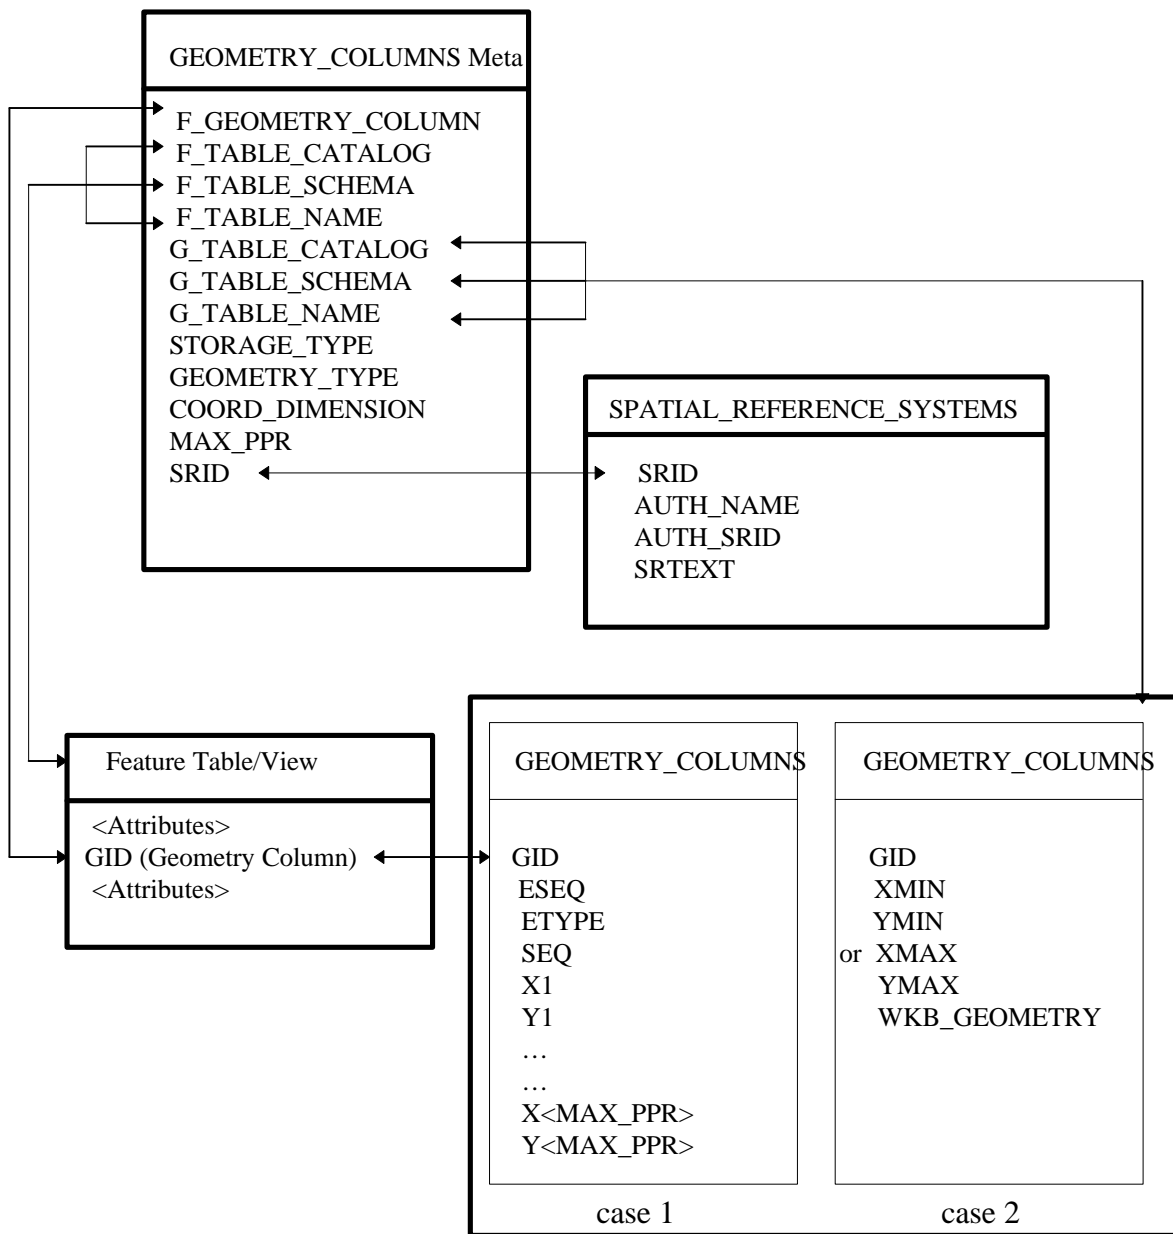 GEOMETRY_COLUMNS Meta
F_GEOMETRY_COLUMN
F_TABLE_CATALOG
F_TABLE_SCHEMA
F_TABLE_NAME
G_TABLE_CATALOG
G_TABLE_SCHEMA
G_TABLE_NAME
STORAGE_TYPE
GEOMETRY_TYPE
COORD_DIMENSION
MAX_PPR
SRID
SPATIAL_REFERENCE_SYSTEMS
SRID
AUTH_NAME
AUTH_SRID
SRTEXT
Feature Table/View
<Attributes>
GID (Geometry Column)
<Attributes>
GEOMETRY_COLUMNS
GID
ESEQ
ETYPE
SEQ
X1
Y1
…
…
X<MAX_PPR>
Y<MAX_PPR>
case 1
or
GEOMETRY_COLUMNS
GID
XMIN
YMIN
XMAX
YMAX
WKB_GEOMETRY
case 2